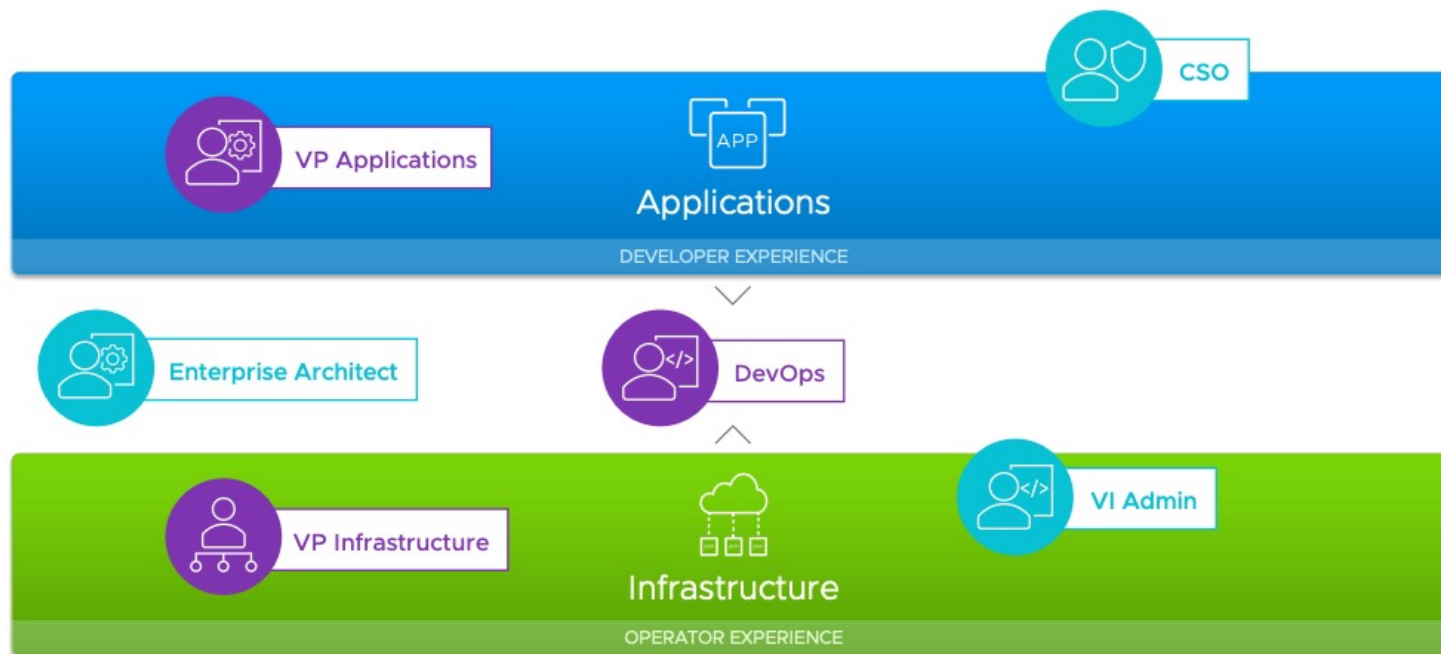 CSO
VP Applications
APP
Applications
DEVELOPER EXPERIENCE
Enterprise Architect
</>
DevOps
</>
VI Admin
VP Infrastructure
Infrastructure
OPERATOR EXPERIENCE